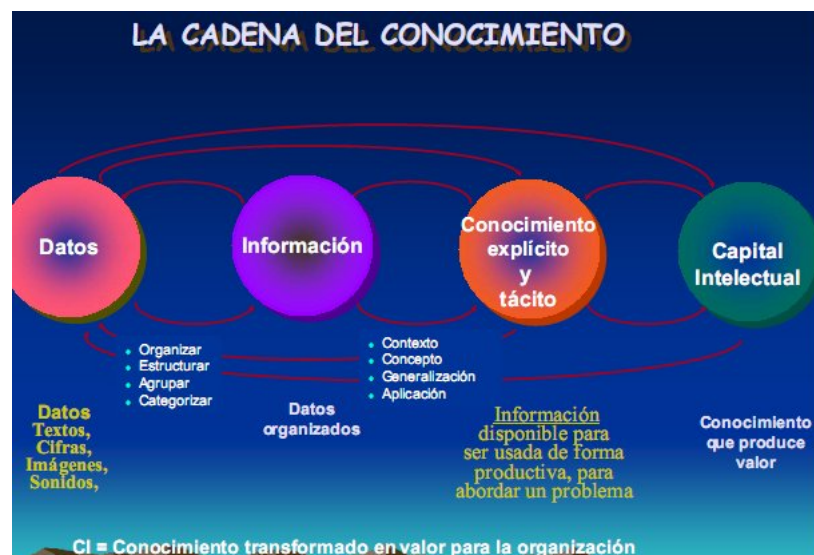 LA CADENA DEL CONOCIMIENTO
Datos
Información
Conocimiento
explícito
y
tácito
Capital
Intelectual
Organizar
Estructurar
Agrupar
Categorizar
Contexto
Concepto
Generalización
Aplicación
Datos
Textos,
Cifras,
Imágenes,
Sonidos,
Datos
organizados
Información
disponible para
ser usada de forma
productiva, para
abordar un problema
Conocimiento
que produce
valor
CI = Conocimiento transformado en valor para la organización